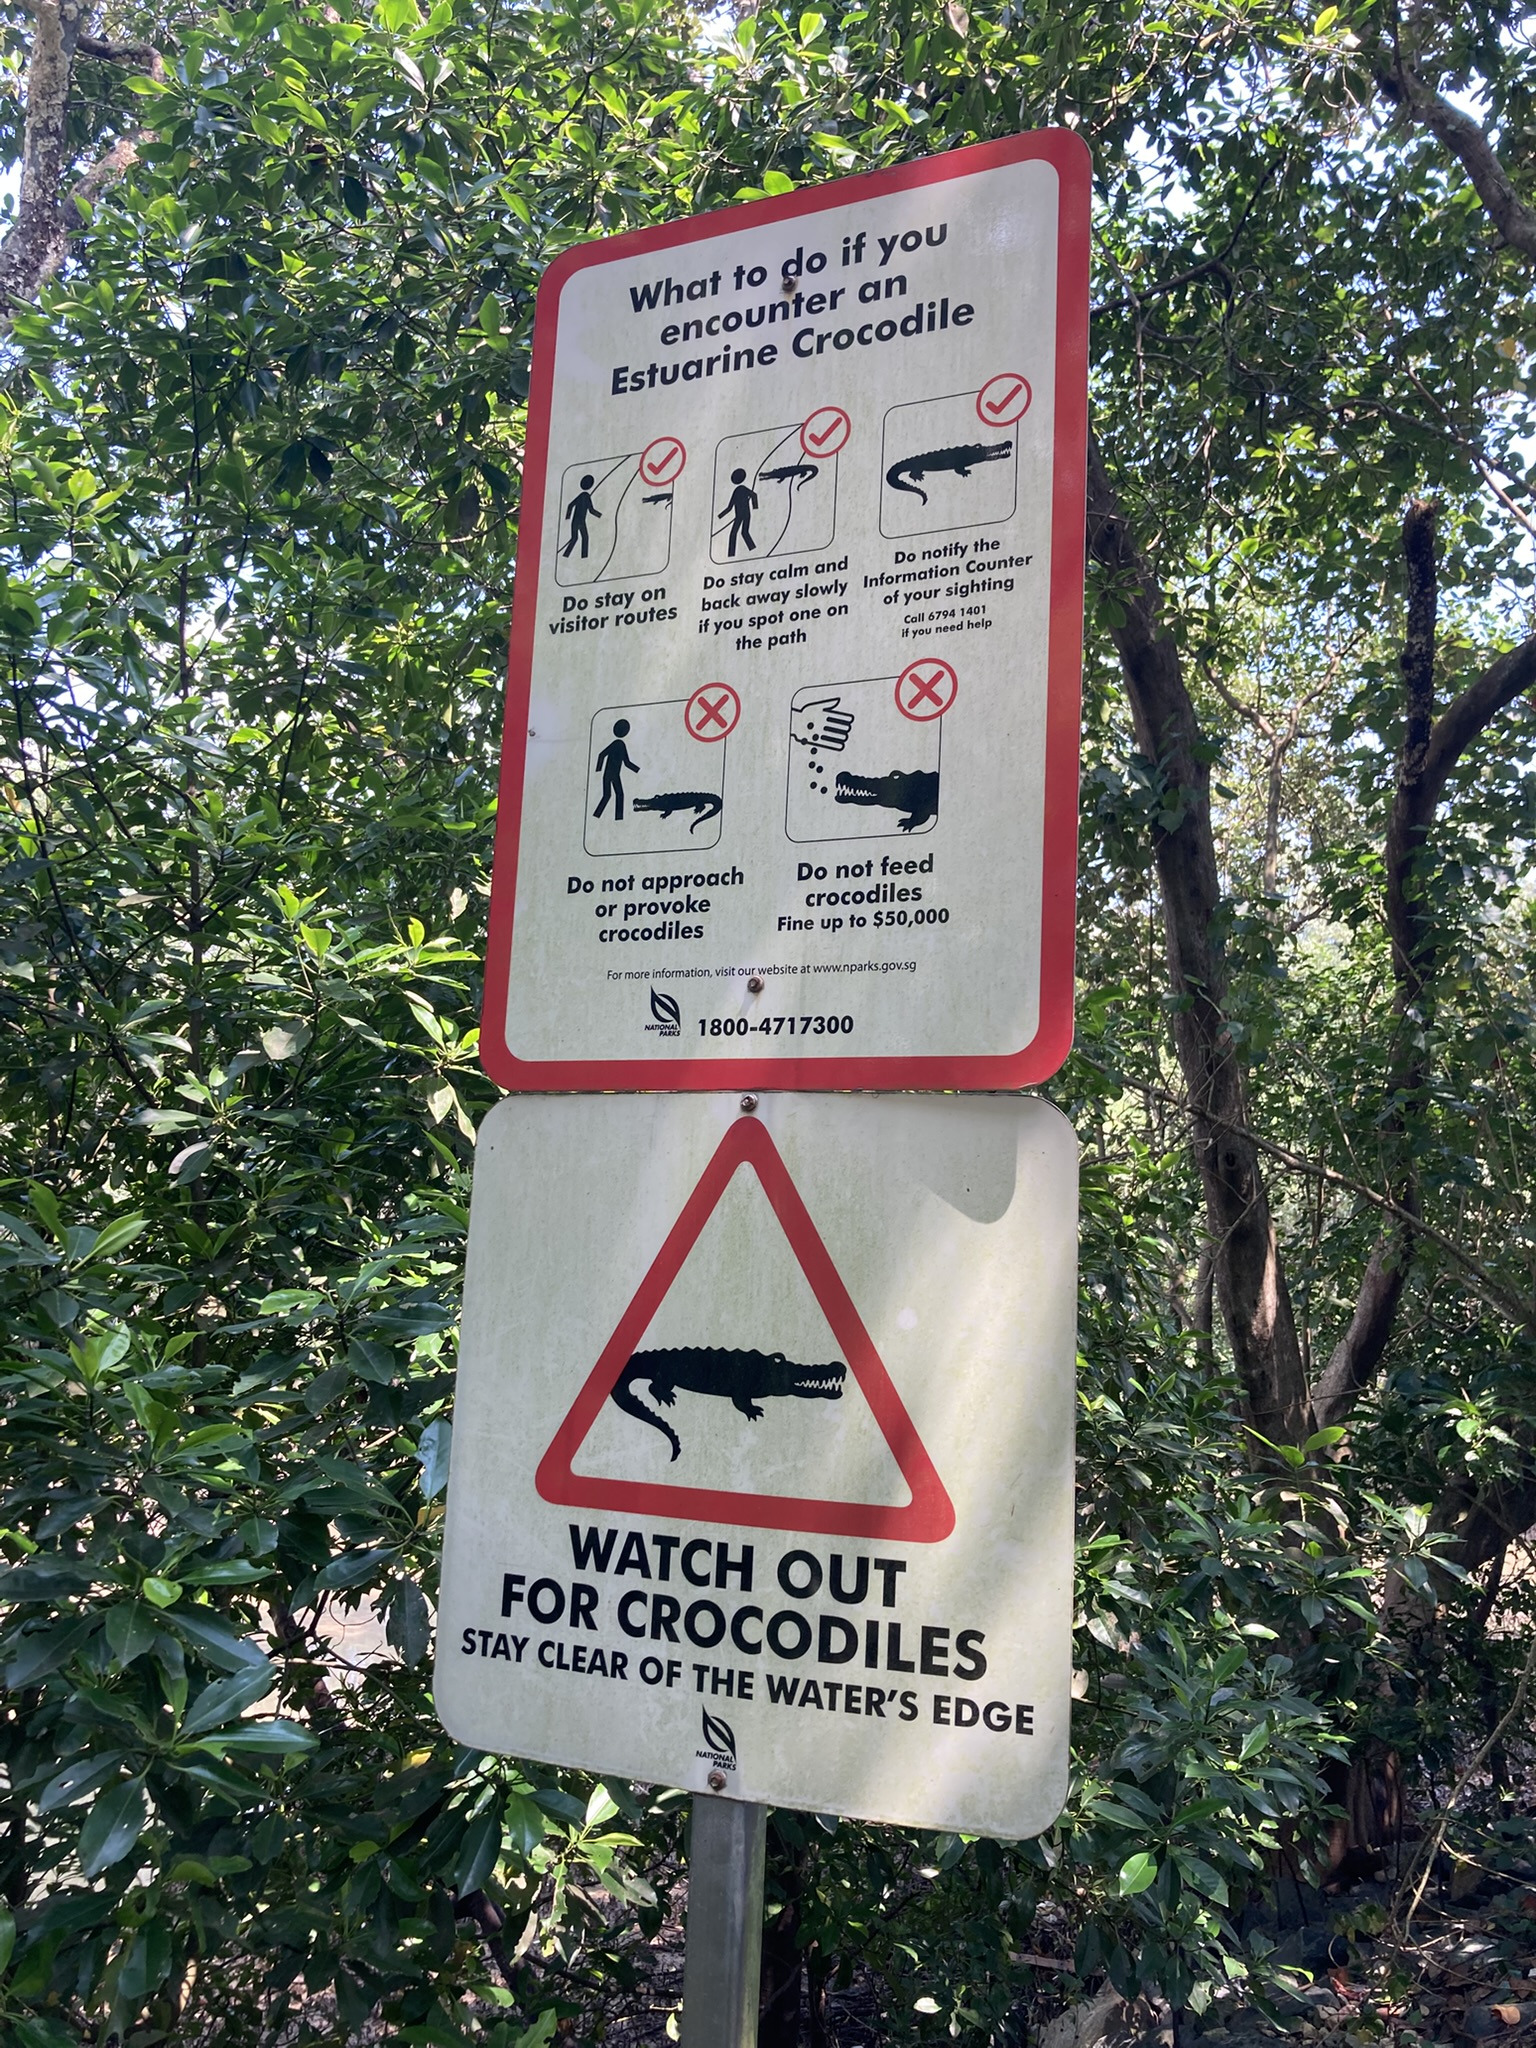 What to do if you
encounter an
Estuarine Crocodile
Do stay on
visitor routes
Do stay calm and
back away slowly
if you spot one on
the path
Do notify the
Information Counter
of your sighting
Call 6794 1401
if you need help
Do not approach
or provoke
crocodiles
Do not feed
crocodiles
Fine up to $50,000
For more information, visit our website at www.nparks.gov.sg
NATIONAL
PARKS
1800-4717300
WATCH OUT
FOR CROCODILES
STAY CLEAR OF THE WATER'S EDGE
NATIONAL
PARKS